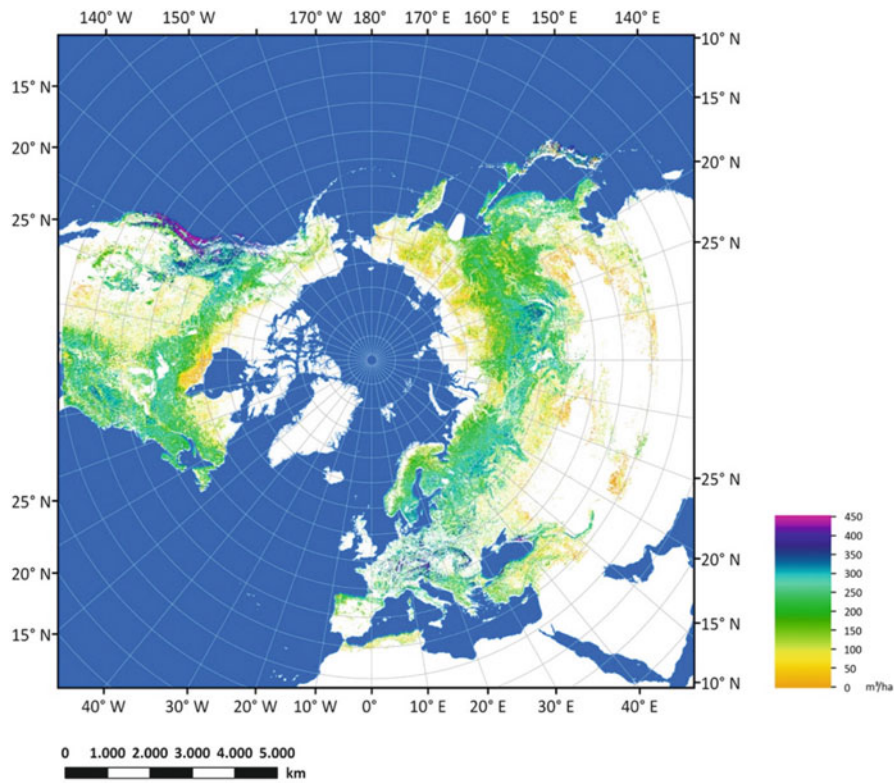 140° W 150° W 170° W 180° 170° E 160° E 150° E 140° E
10° N
15° N 15° N
20° N 20° N
25° N 25° N
25° N 25° N
20° N 20° N
15° N 15° N
10° N
40° W 30° W 20° W 10° W 0° 10° E 20° E 30° E 40° E
450
400
350
300
250
200
150
100
50
0 m³/ha
0 1.000 2.000 3.000 4.000 5.000
km